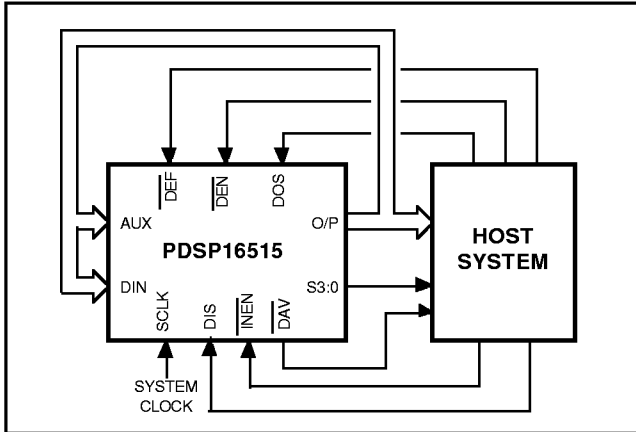 DEF
DEN
DOS
AUX
O/P
PDSP16515
HOST
SYSTEM
DIN
S3:0
SCLK
DIS
INEN
DAV
SYSTEM
CLOCK